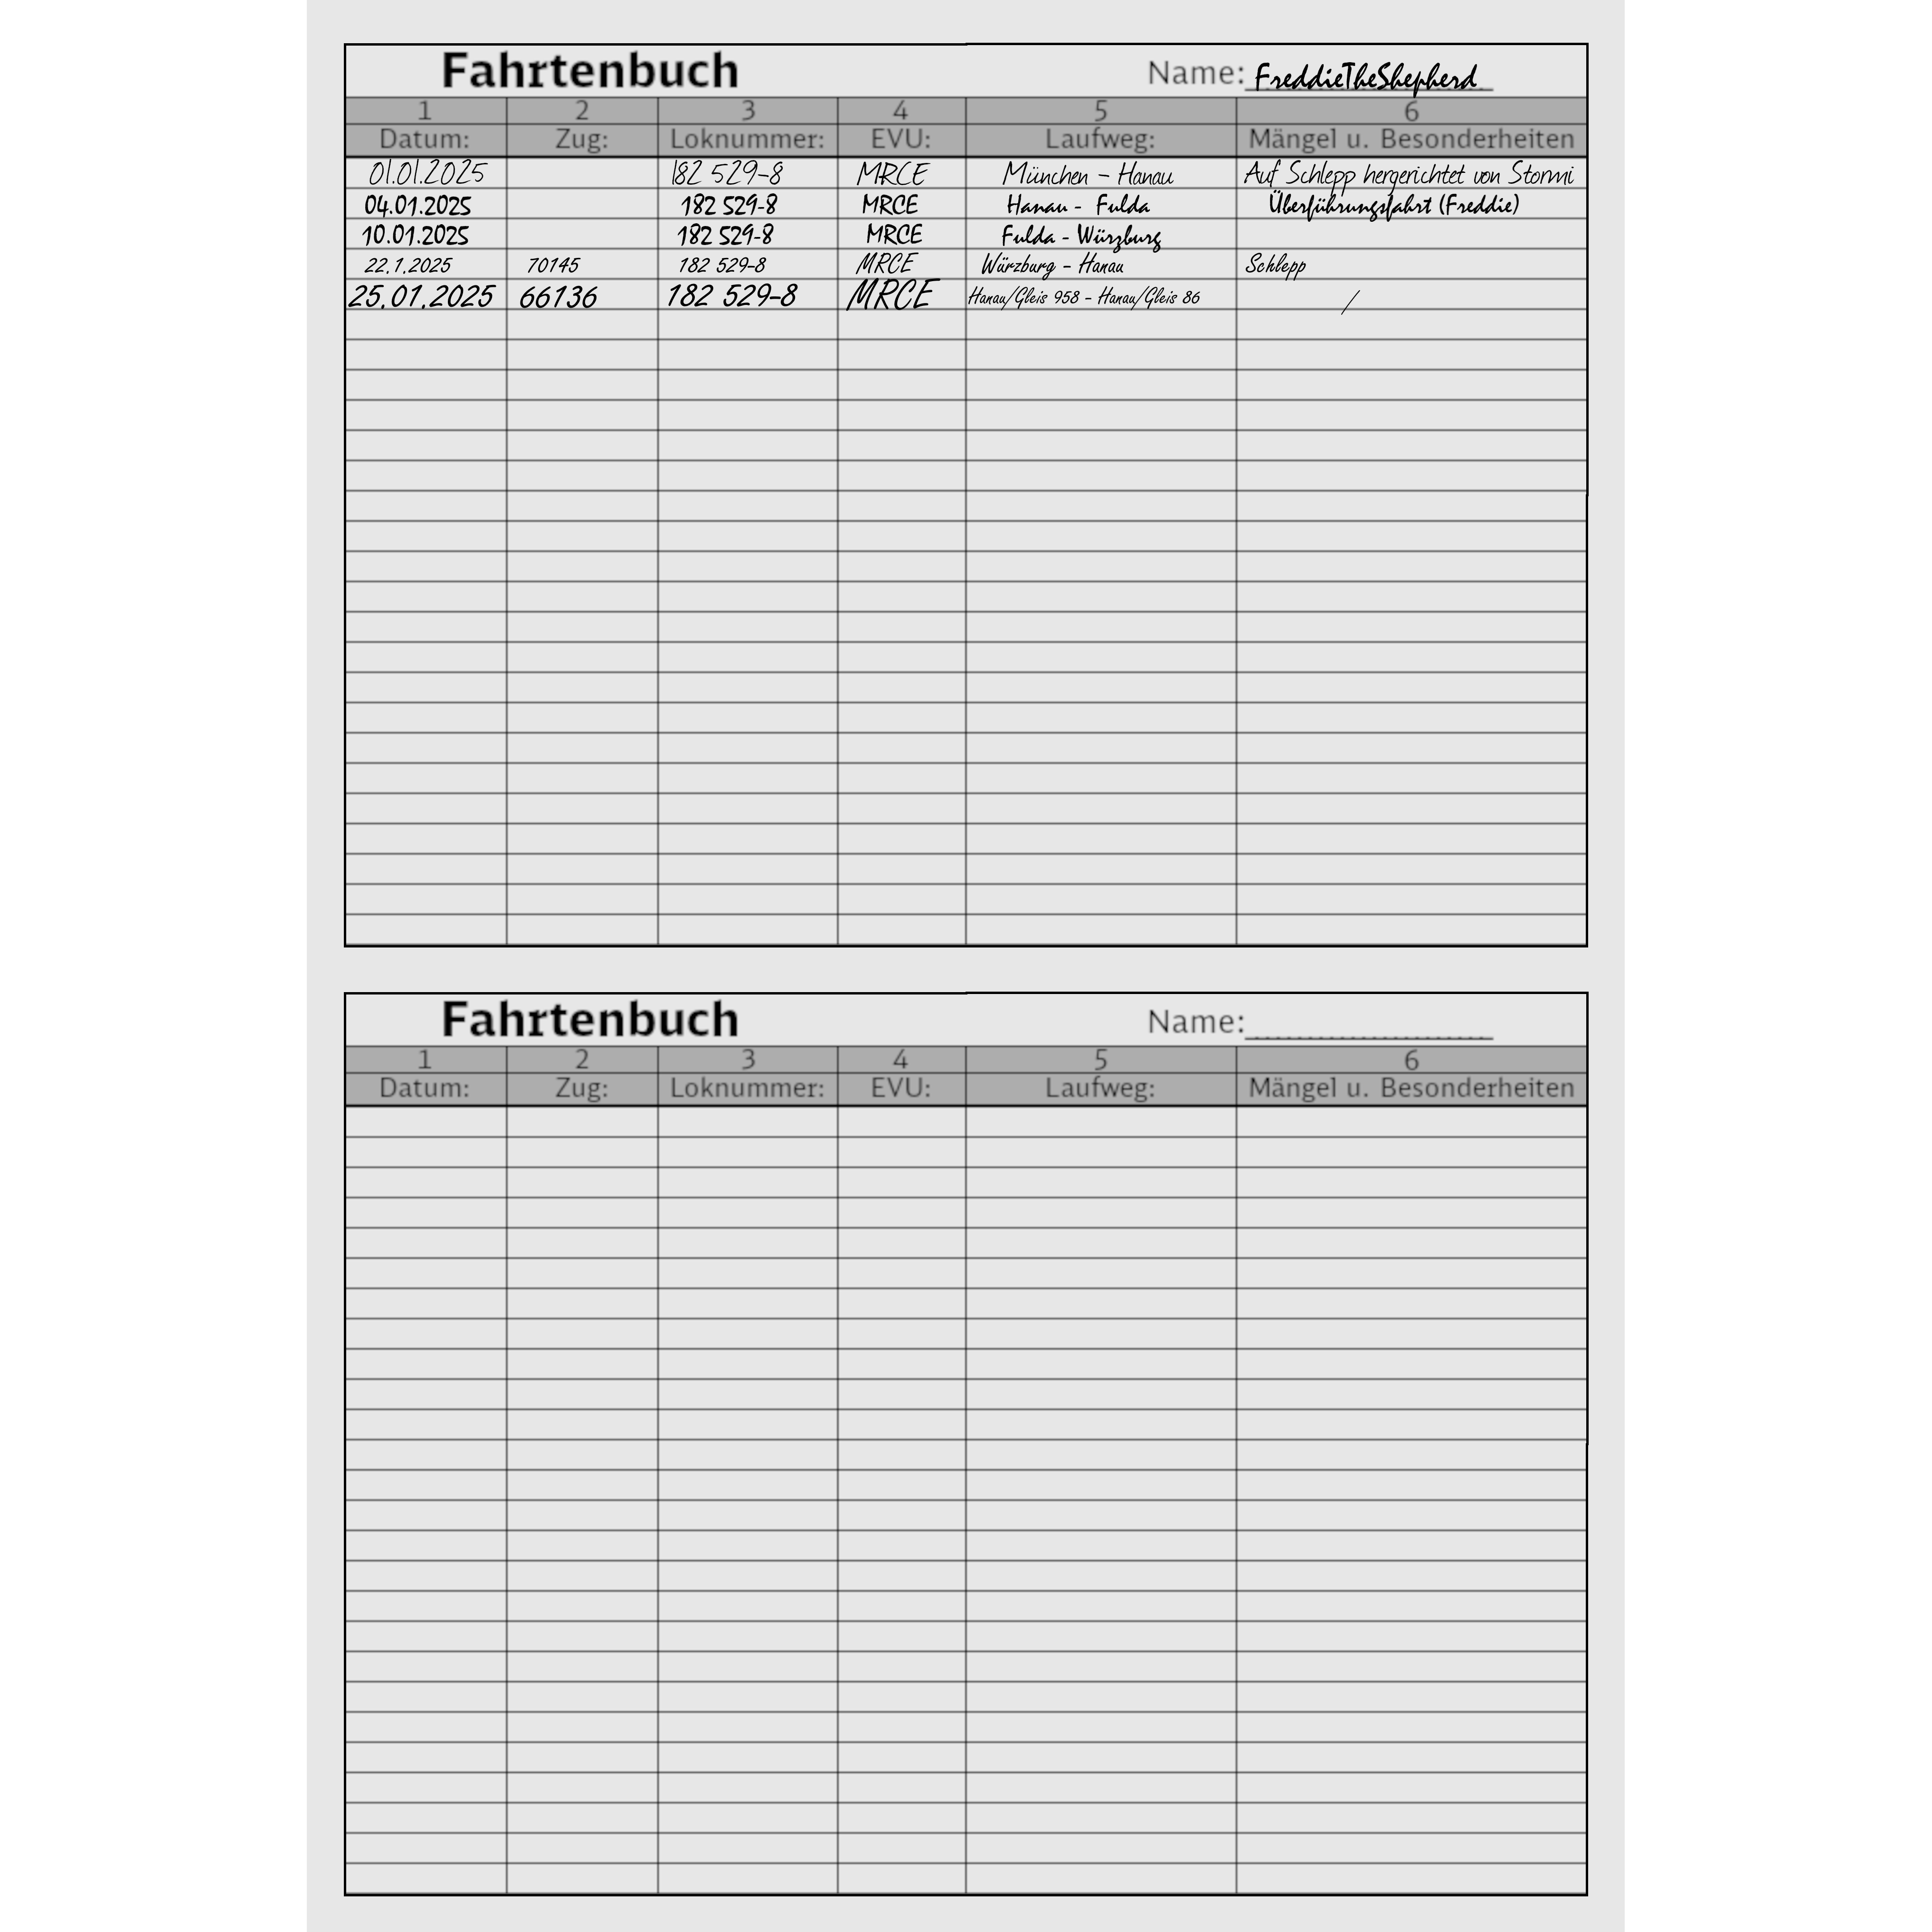 Fahrtenbuch Name: FreddieTheShepherd
1 2 3 4 5 6
Datum: Zug: Loknummer: EVU: Laufweg: Mängel u. Besonderheiten
01.01.2025 182 529-8 MRCE München - Hanau Auf Schlepp hergerichtet von Stormi
04.01.2025 182 529-8 MRCE Hanau - Fulda Überführungsfahrt (Freddie)
10.01.2025 182 529-8 MRCE Fulda - Würzburg
22.1.2025 70145 182 529-8 MRCE Würzburg - Hanau Schlepp
25.01.2025 66136 182 529-8 MRCE Hanau/Gleis 958 - Hanau/Gleis 86 /
Fahrtenbuch Name:
1 2 3 4 5 6
Datum: Zug: Loknummer: EVU: Laufweg: Mängel u. Besonderheiten